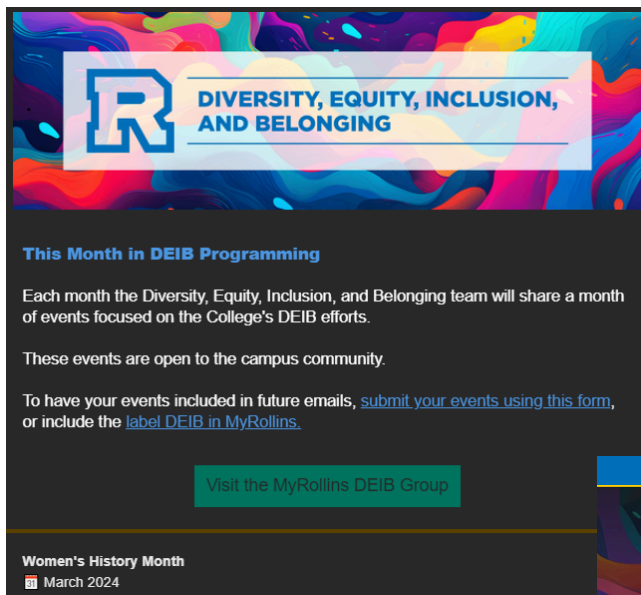 R
DIVERSITY, EQUITY, INCLUSION,
AND BELONGING
This Month in DEIB Programming
Each month the Diversity, Equity, Inclusion, and Belonging team will share a month
of events focused on the College's DEIB efforts.
These events are open to the campus community.
To have your events included in future emails, submit your events using this form,
or include the label DEIB in MyRollins.
Visit the MyRollins DEIB Group
Women's History Month
31 March 2024